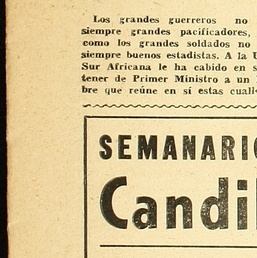 Los grandes guerreros no
siempre grandes pacificadores,
como los grandes soldados no
siempre buenos estadistas. A la
Sur Africana le ha cabido en
tener de Primer Ministro a un
bre que reúne en sí estas
SEMANARIO
Candil